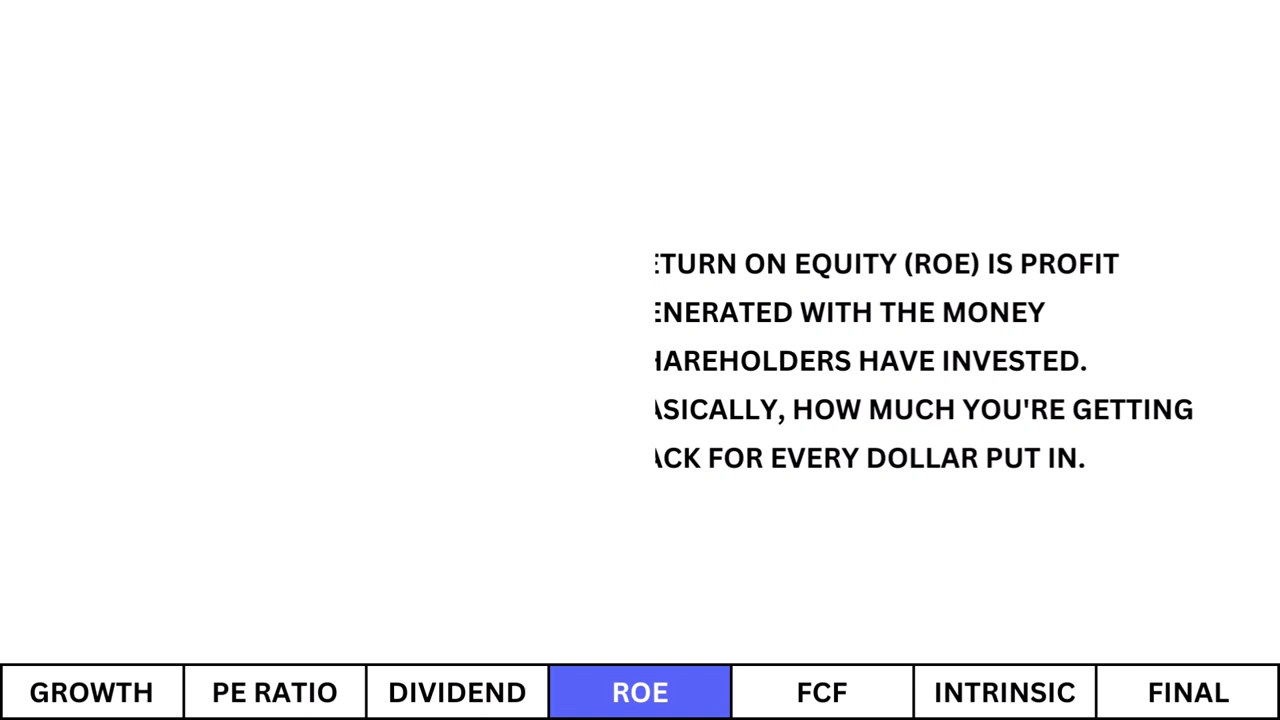 ETURN ON EQUITY (ROE) IS PROFIT
ENERATED WITH THE MONEY
HAREHOLDERS HAVE INVESTED.
ASICALLY, HOW MUCH YOU'RE GETTING
ACK FOR EVERY DOLLAR PUT IN.
GROWTH PE RATIO DIVIDEND ROE FCF INTRINSIC FINAL